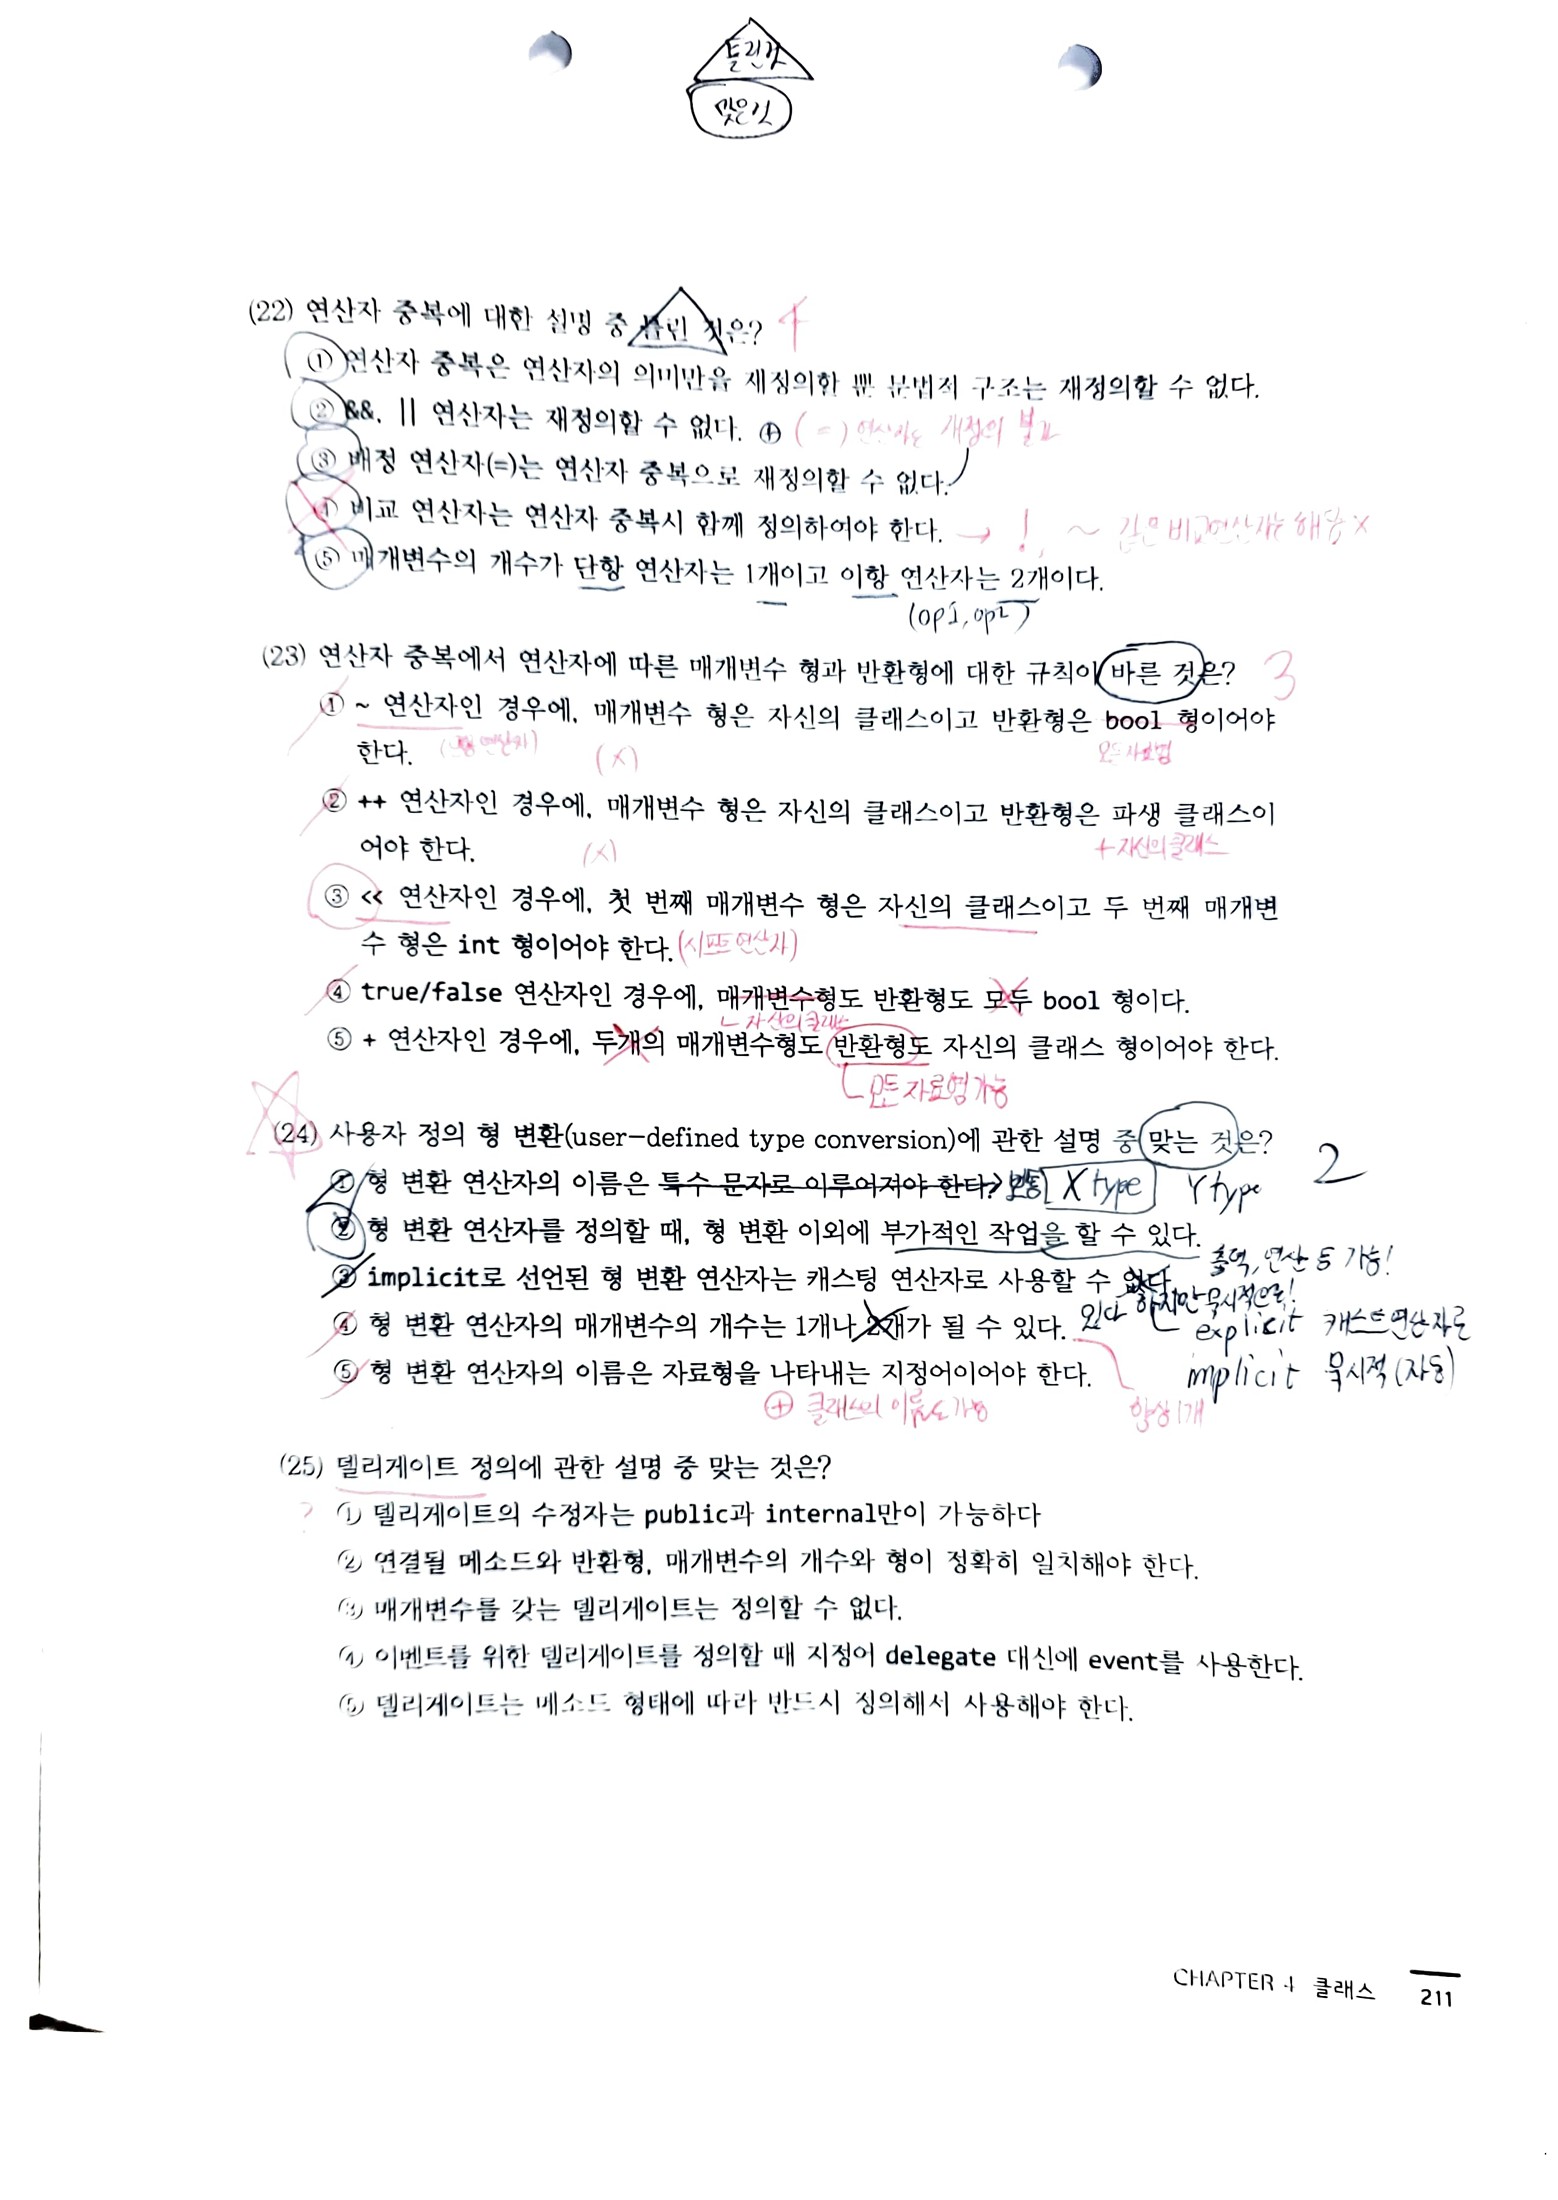 틀린것
맞은것
(22) 연산자 중복에 대한 설명 중 틀린 것은? 4
① 연산자 중복은 연산자의 의미만을 재정의할 뿐 문법적 구조는 재정의할 수 없다.
② &&, || 연산자는 재정의할 수 없다. ⊕ ( = ) 연산자는
③ 배정 연산자(=)는 연산자 중복으로 재정의할 수 없다.
④ 비교 연산자는 연산자 중복시 함께 정의하여야 한다. → ! ~ 같은 비교연산자는 해당 X
⑤ 매개변수의 개수가 단항 연산자는 1개이고 이항 연산자는 2개이다.
(op1, op2)
(23) 연산자 중복에서 연산자에 따른 매개변수 형과 반환형에 대한 규칙이 바른 것은? 3
① ~ 연산자인 경우에, 매개변수 형은 자신의 클래스이고 반환형은 bool 형이어야
한다. (X) 모든 자료형
② ++ 연산자인 경우에, 매개변수 형은 자신의 클래스이고 반환형은 파생 클래스이
어야 한다. (X) + 자신의 클래스
③ << 연산자인 경우에, 첫 번째 매개변수 형은 자신의 클래스이고 두 번째 매개변
수 형은 int 형이어야 한다. (시프트 연산자)
④ true/false 연산자인 경우에, 매개변수형도 반환형도 모두 bool 형이다.
자신의 클래스
⑤ + 연산자인 경우에, 두개의 매개변수형도 반환형도 자신의 클래스 형이어야 한다.
모든 자료형 가능
(24) 사용자 정의 형 변환(user-defined type conversion)에 관한 설명 중 맞는 것은? 2
① 형 변환 연산자의 이름은 특수 문자로 이루어져야 한다. 보통 X type Y type
② 형 변환 연산자를 정의할 때, 형 변환 이외에 부가적인 작업을 할 수 있다.
출력, 연산 등 가능!
③ implicit로 선언된 형 변환 연산자는 캐스팅 연산자로 사용할 수 없다.
있다 하지만 묵시적으로!
④ 형 변환 연산자의 매개변수의 개수는 1개나 2개가 될 수 있다.
explicit 캐스트연산자로
⑤ 형 변환 연산자의 이름은 자료형을 나타내는 지정어이어야 한다.
implicit 묵시적 (자동)
⊕ 클래스의 이름도 가능 항상 1개
(25) 델리게이트 정의에 관한 설명 중 맞는 것은?
? ① 델리게이트의 수정자는 public과 internal만이 가능하다
② 연결될 메소드와 반환형, 매개변수의 개수와 형이 정확히 일치해야 한다.
③ 매개변수를 갖는 델리게이트는 정의할 수 없다.
④ 이벤트를 위한 델리게이트를 정의할 때 지정어 delegate 대신에 event를 사용한다.
⑤ 델리게이트는 메소드 형태에 따라 반드시 정의해서 사용해야 한다.
CHAPTER 4 클래스 211